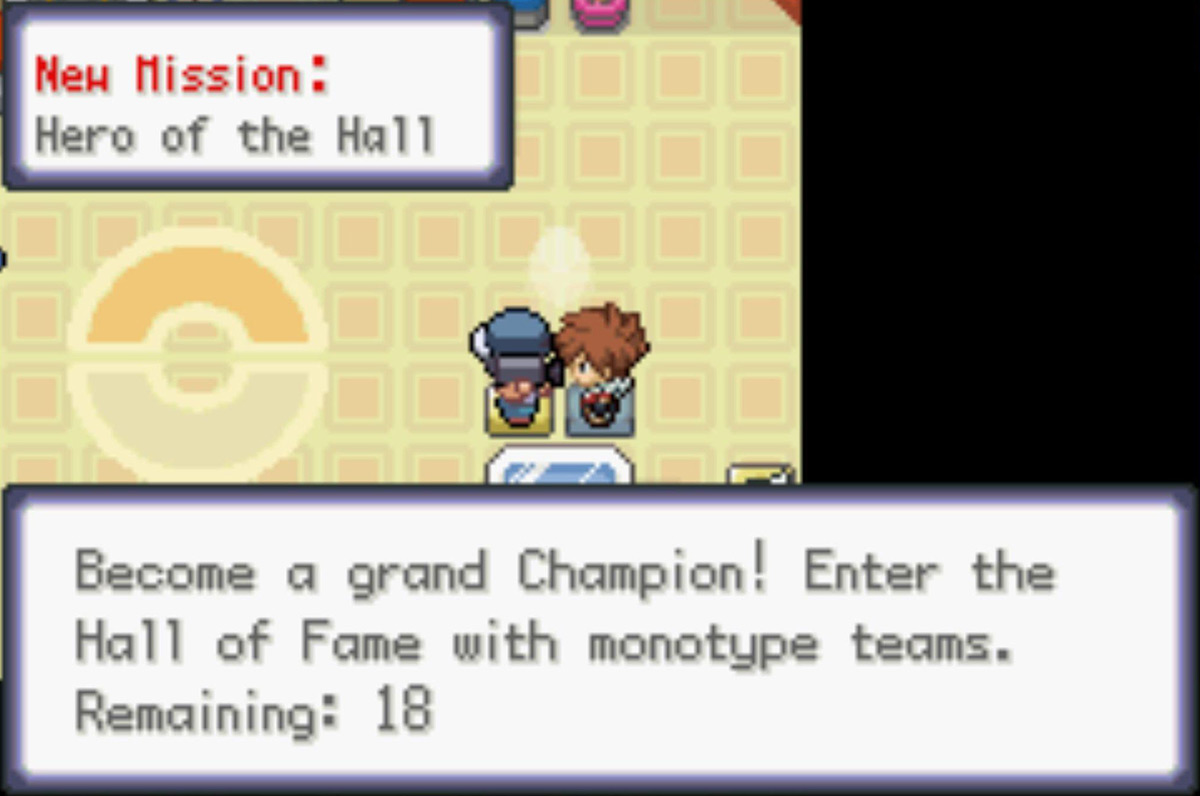 New Mission:
Hero of the Hall
Become a grand Champion! Enter the
Hall of Fame with monotype teams.
Remaining: 18